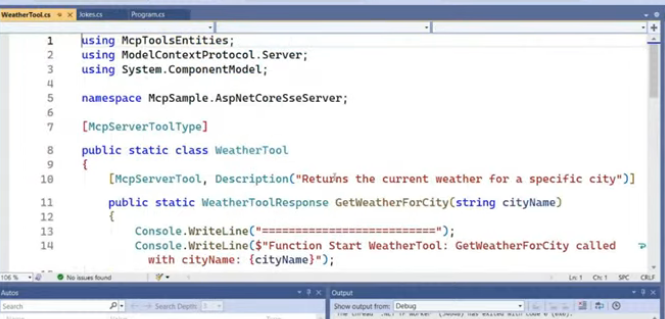 WeatherTool.cs Jokes.cs Program.cs
1 using McpToolsEntities;
2 using ModelContextProtocol.Server;
3 using System.ComponentModel;
4
5 namespace McpSample.AspNetCoreSseServer;
6
7 [McpServerToolType]
8 public static class WeatherTool
9 {
10 [McpServerTool, Description("Returns the current weather for a specific city")]
11 public static WeatherToolResponse GetWeatherForCity(string cityName)
12 {
13 Console.WriteLine("==========================");
14 Console.WriteLine($"Function Start WeatherTool: GetWeatherForCity called
with cityName: {cityName}");
106 % No issues found Ln: 1 Ch: 1 SPC CRLF
Autos Output
Search Search Depth: 3 Show output from: Debug
Name Value Type